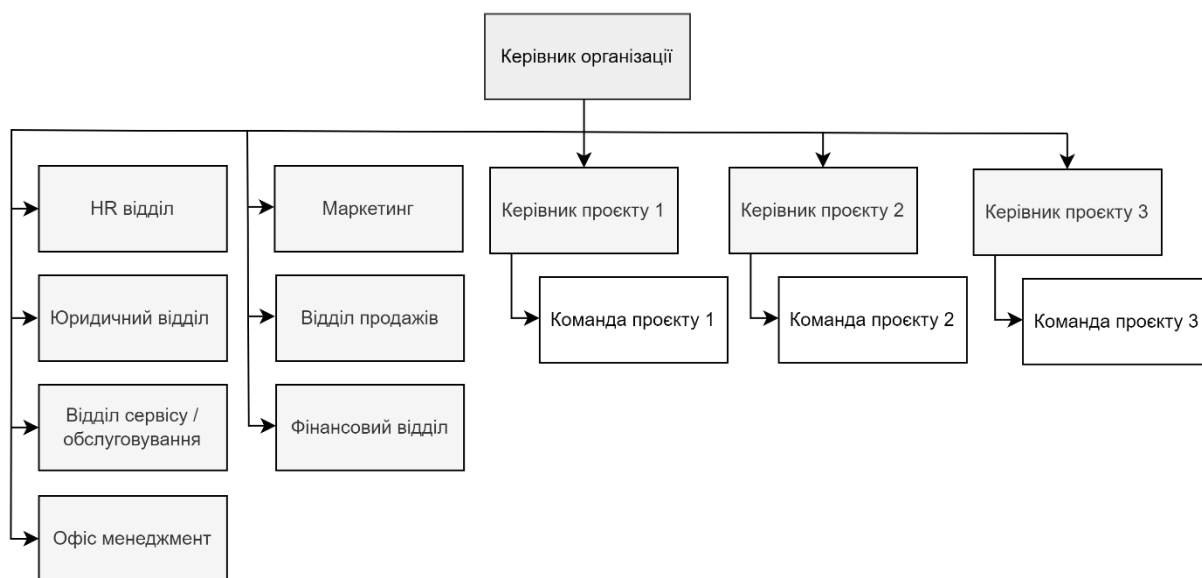 Керівник організації
HR відділ
Маркетинг
Керівник проєкту 1
Керівник проєкту 2
Керівник проєкту 3
Юридичний відділ
Відділ продажів
Команда проєкту 1
Команда проєкту 2
Команда проєкту 3
Відділ сервісу /
обслуговування
Фінансовий відділ
Офіс менеджмент